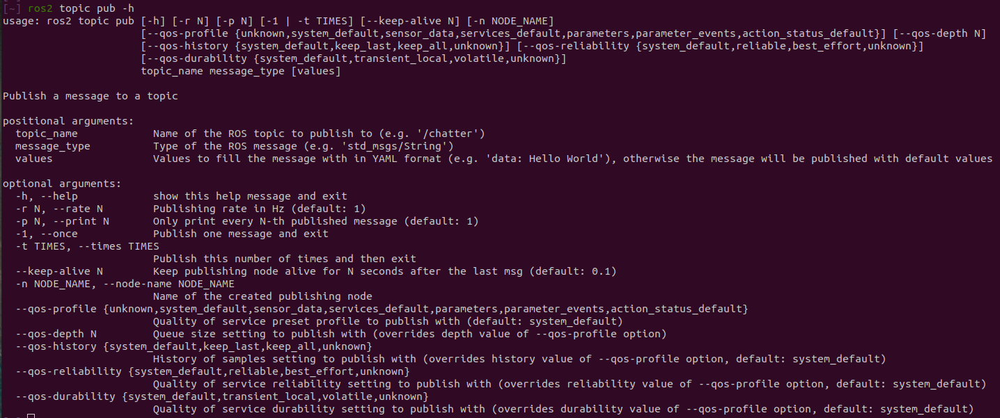 [~] ros2 topic pub -h
usage: ros2 topic pub [-h] [-r N] [-p N] [-1 | -t TIMES] [--keep-alive N] [-n NODE_NAME]
[--qos-profile {unknown,system_default,sensor_data,services_default,parameters,parameter_events,action_status_default}] [--qos-depth N]
[--qos-history {system_default,keep_last,keep_all,unknown}] [--qos-reliability {system_default,reliable,best_effort,unknown}]
[--qos-durability {system_default,transient_local,volatile,unknown}]
topic_name message_type [values]
Publish a message to a topic
positional arguments:
topic_name Name of the ROS topic to publish to (e.g. '/chatter')
message_type Type of the ROS message (e.g. 'std_msgs/String')
values Values to fill the message with in YAML format (e.g. 'data: Hello World'), otherwise the message will be published with default values
optional arguments:
-h, --help show this help message and exit
-r N, --rate N Publishing rate in Hz (default: 1)
-p N, --print N Only print every N-th published message (default: 1)
-1, --once Publish one message and exit
-t TIMES, --times TIMES
Publish this number of times and then exit
--keep-alive N Keep publishing node alive for N seconds after the last msg (default: 0.1)
-n NODE_NAME, --node-name NODE_NAME
Name of the created publishing node
--qos-profile {unknown,system_default,sensor_data,services_default,parameters,parameter_events,action_status_default}
Quality of service preset profile to publish with (default: system_default)
--qos-depth N Queue size setting to publish with (overrides depth value of --qos-profile option)
--qos-history {system_default,keep_last,keep_all,unknown}
History of samples setting to publish with (overrides history value of --qos-profile option, default: system_default)
--qos-reliability {system_default,reliable,best_effort,unknown}
Quality of service reliability setting to publish with (overrides reliability value of --qos-profile option, default: system_default)
--qos-durability {system_default,transient_local,volatile,unknown}
Quality of service durability setting to publish with (overrides durability value of --qos-profile option, default: system_default)